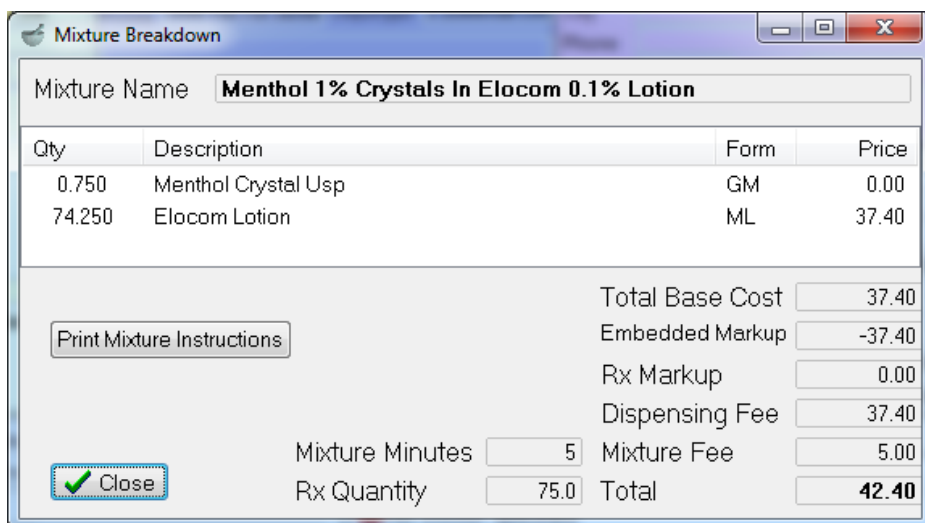 Mixture Breakdown
Phone
Mixture Name Menthol 1% Crystals In Elocom 0.1% Lotion
Qty Description Form Price
0.750 Menthol Crystal Usp GM 0.00
74.250 Elocom Lotion ML 37.40
Total Base Cost 37.40
Print Mixture Instructions Embedded Markup -37.40
Rx Markup 0.00
Dispensing Fee 37.40
Mixture Minutes 5 Mixture Fee 5.00
Close Rx Quantity 75.0 Total 42.40